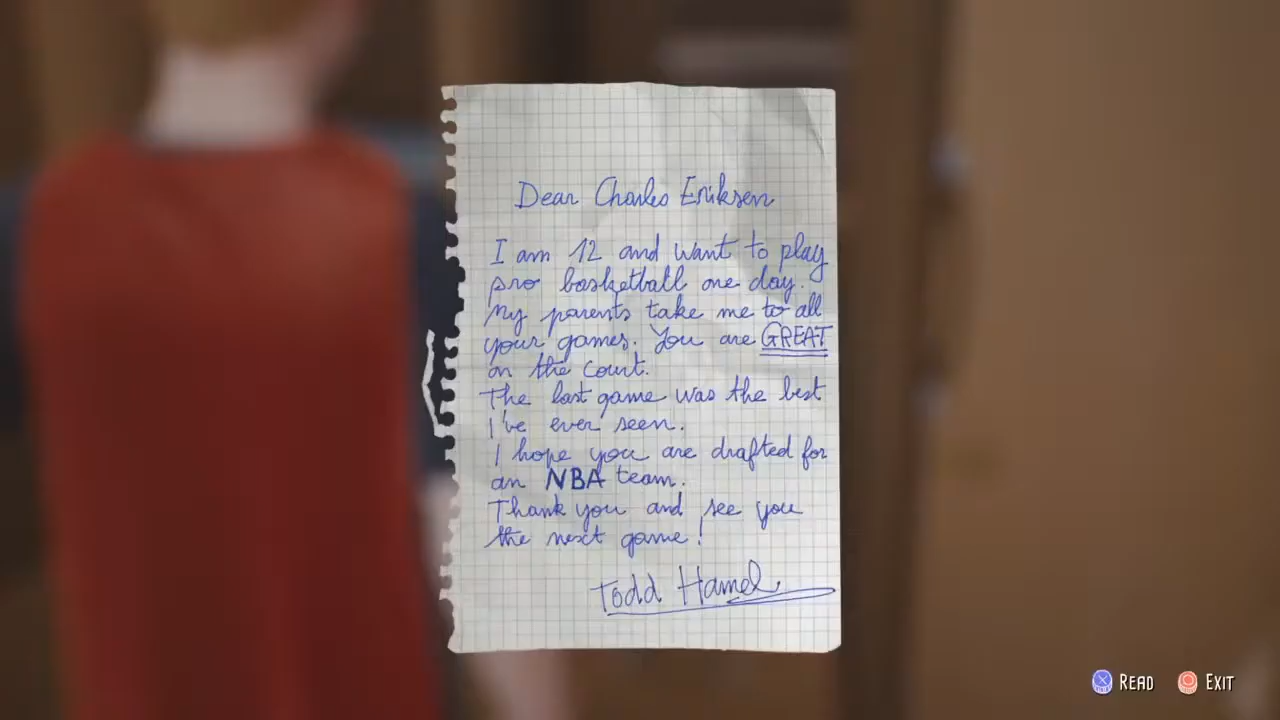 Dear Charles Eriksen
I am 12 and want to play
pro basketball one day.
My parents take me to all
your games. You are GREAT
on the court.
The last game was the best
I've ever seen.
I hope you are drafted for
an NBA team.
Thank you and see you
the next game!
Todd Hamel
READ EXIT